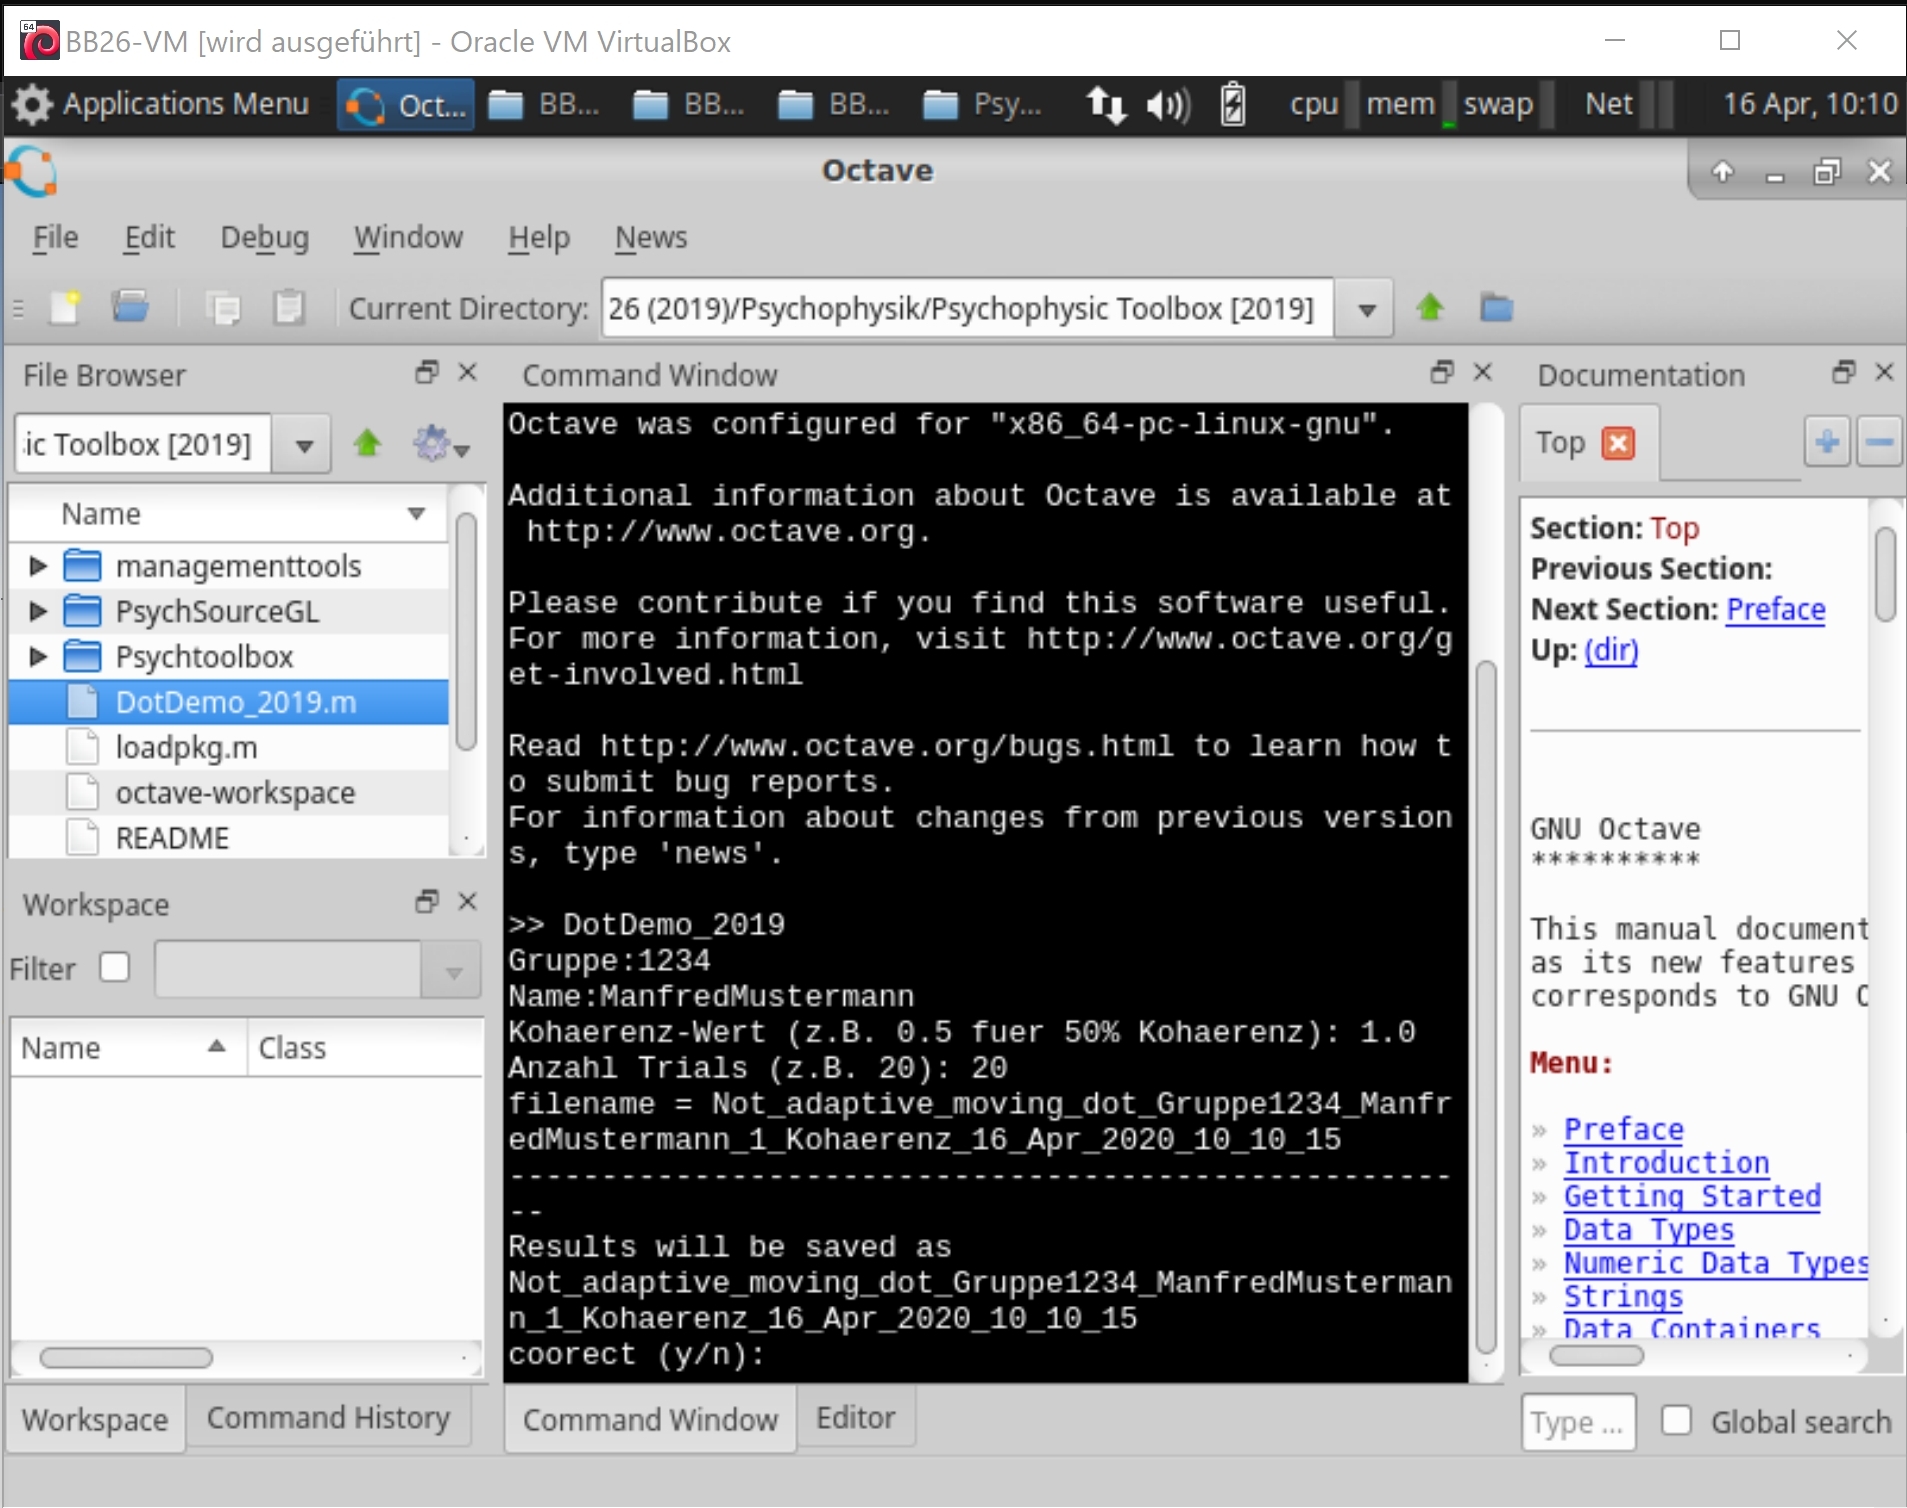 64
BB26-VM [wird ausgeführt] - Oracle VM VirtualBox
Applications Menu Oct... BB... BB... BB... Psy... cpu mem swap Net 16 Apr, 10:10
Octave
File Edit Debug Window Help News
Current Directory: 26 (2019)/Psychophysik/Psychophysic Toolbox [2019]
File Browser
ic Toolbox [2019]
Name
managementtools
PsychSourceGL
Psychtoolbox
DotDemo_2019.m
loadpkg.m
octave-workspace
README
Workspace
Filter
Name Class
Workspace Command History
Command Window
Octave was configured for "x86_64-pc-linux-gnu".
Additional information about Octave is available at
http://www.octave.org.
Please contribute if you find this software useful.
For more information, visit http://www.octave.org/g
et-involved.html
Read http://www.octave.org/bugs.html to learn how t
o submit bug reports.
For information about changes from previous version
s, type 'news'.
>> DotDemo_2019
Gruppe:1234
Name:ManfredMustermann
Kohaerenz-Wert (z.B. 0.5 fuer 50% Kohaerenz): 1.0
Anzahl Trials (z.B. 20): 20
filename = Not_adaptive_moving_dot_Gruppe1234_Manfr
edMustermann_1_Kohaerenz_16_Apr_2020_10_10_15
---------------------------------------------------
--
Results will be saved as
Not_adaptive_moving_dot_Gruppe1234_ManfredMusterman
n_1_Kohaerenz_16_Apr_2020_10_10_15
coorect (y/n):
Command Window Editor
Documentation
Top
Section: Top
Previous Section:
Next Section: Preface
Up: (dir)
GNU Octave
**********
This manual document
as its new features
corresponds to GNU O
Menu:
» Preface
» Introduction
» Getting Started
» Data Types
» Numeric Data Types
» Strings
» Data Containers
Type ... Global search